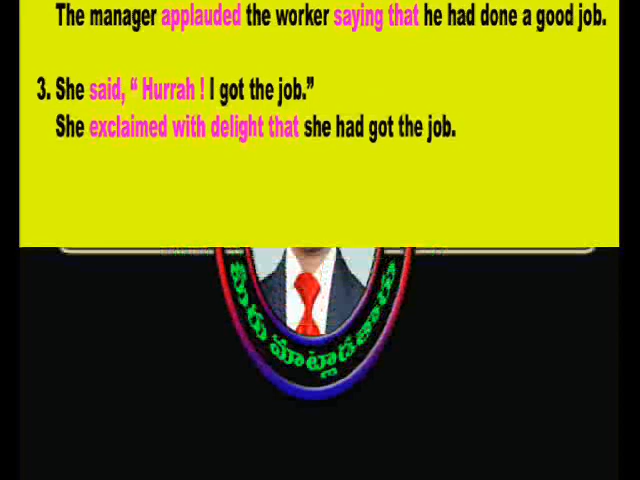 The manager applauded the worker saying that he had done a good job.
3. She said, “ Hurrah ! I got the job.”
She exclaimed with delight that she had got the job.
మీరు మాట్లాడతారు